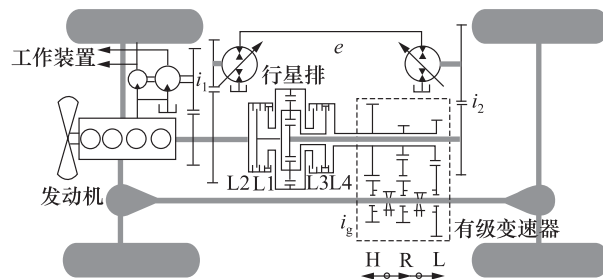 工作装置
i1
e
行星排
i2
L2 L1
L3 L4
发动机
ig
有级变速器
H R L